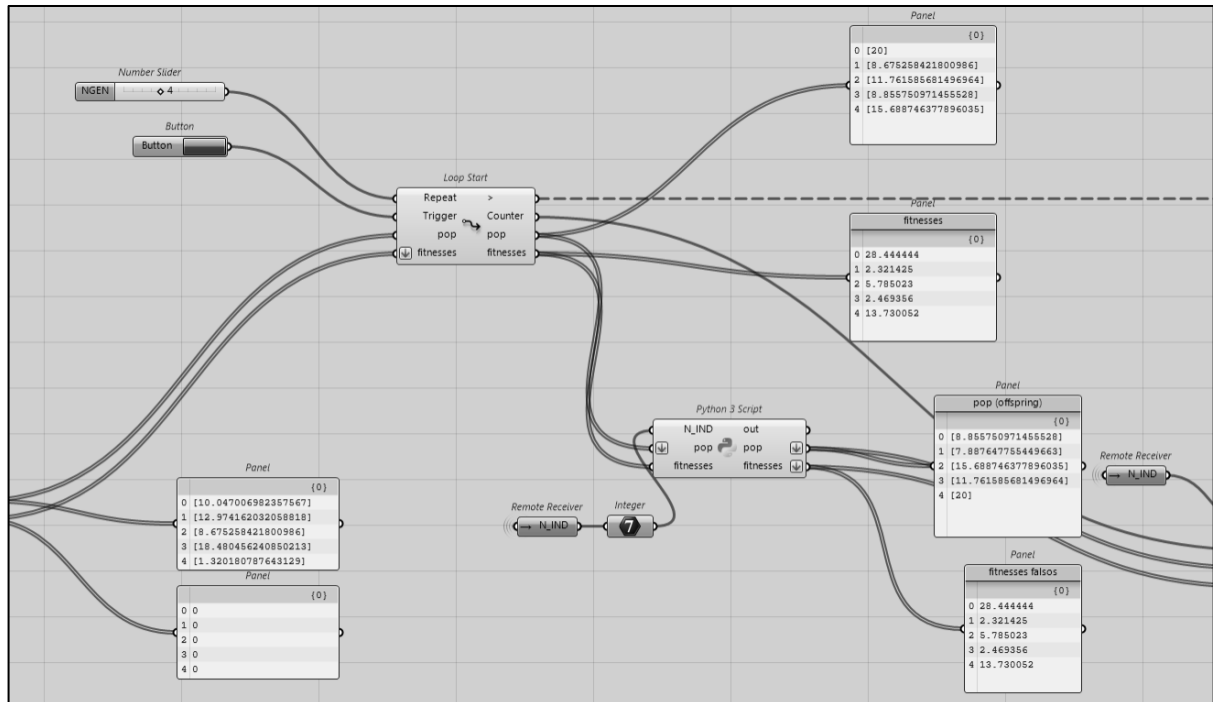 Panel
{0}
0 [20]
1 [8.675258421800986]
2 [11.761585681496964]
3 [8.855750971455528]
4 [15.688746377896035]
Number Slider
NGEN 4
Button
Button
Loop Start
Repeat >
Trigger Counter
pop pop
fitnesses fitnesses
Panel
fitnesses
{0}
0 28.444444
1 2.321425
2 5.785023
3 2.469356
4 13.730052
Python 3 Script
N_IND out
pop pop
fitnesses fitnesses
Panel
pop (offspring)
{0}
0 [8.855750971455528]
1 [7.887647755449663]
2 [15.688746377896035]
3 [11.761585681496964]
4 [20]
Remote Receiver
N_IND
Panel
{0}
0 [10.047006982357567]
1 [12.974162032058818]
2 [8.675258421800986]
3 [18.480456240850213]
4 [1.320180787643129]
Remote Receiver
N_IND
Integer
7
Panel
{0}
0 0
1 0
2 0
3 0
4 0
Panel
fitnesses falsos
{0}
0 28.444444
1 2.321425
2 5.785023
3 2.469356
4 13.730052